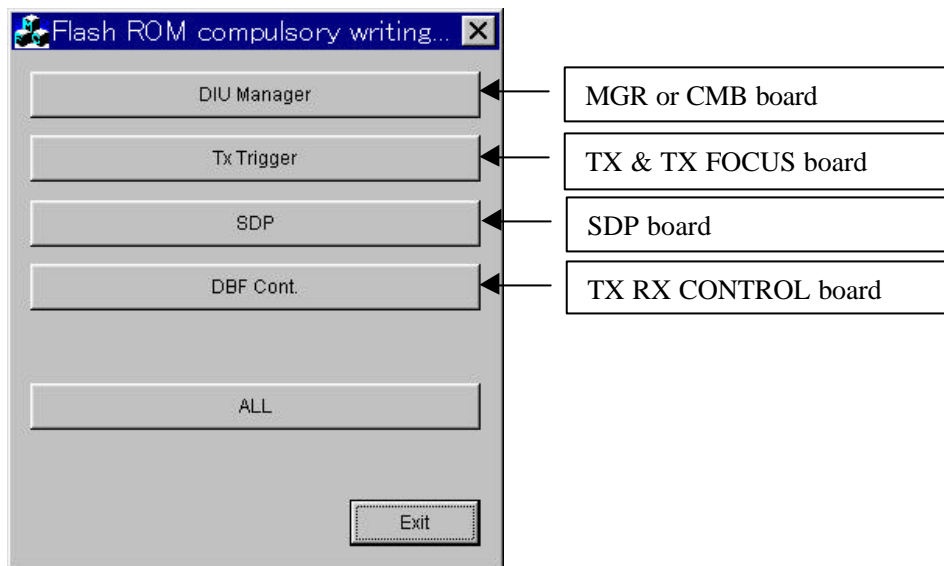 Flash ROM compulsory writing...
DIU Manager
MGR or CMB board
Tx Trigger
TX & TX FOCUS board
SDP
SDP board
DBF Cont.
TX RX CONTROL board
ALL
Exit